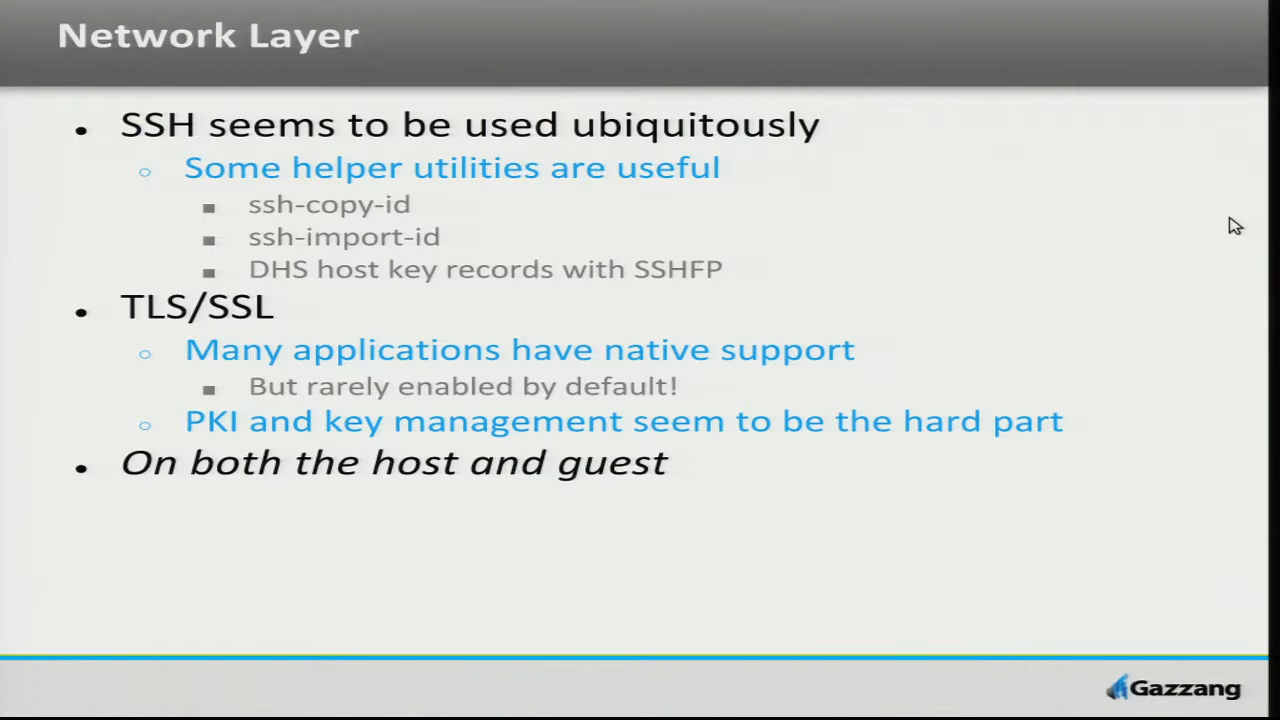 Network Layer
SSH seems to be used ubiquitously
Some helper utilities are useful
ssh-copy-id
ssh-import-id
DHS host key records with SSHFP
TLS/SSL
Many applications have native support
But rarely enabled by default!
PKI and key management seem to be the hard part
On both the host and guest
Gazzang